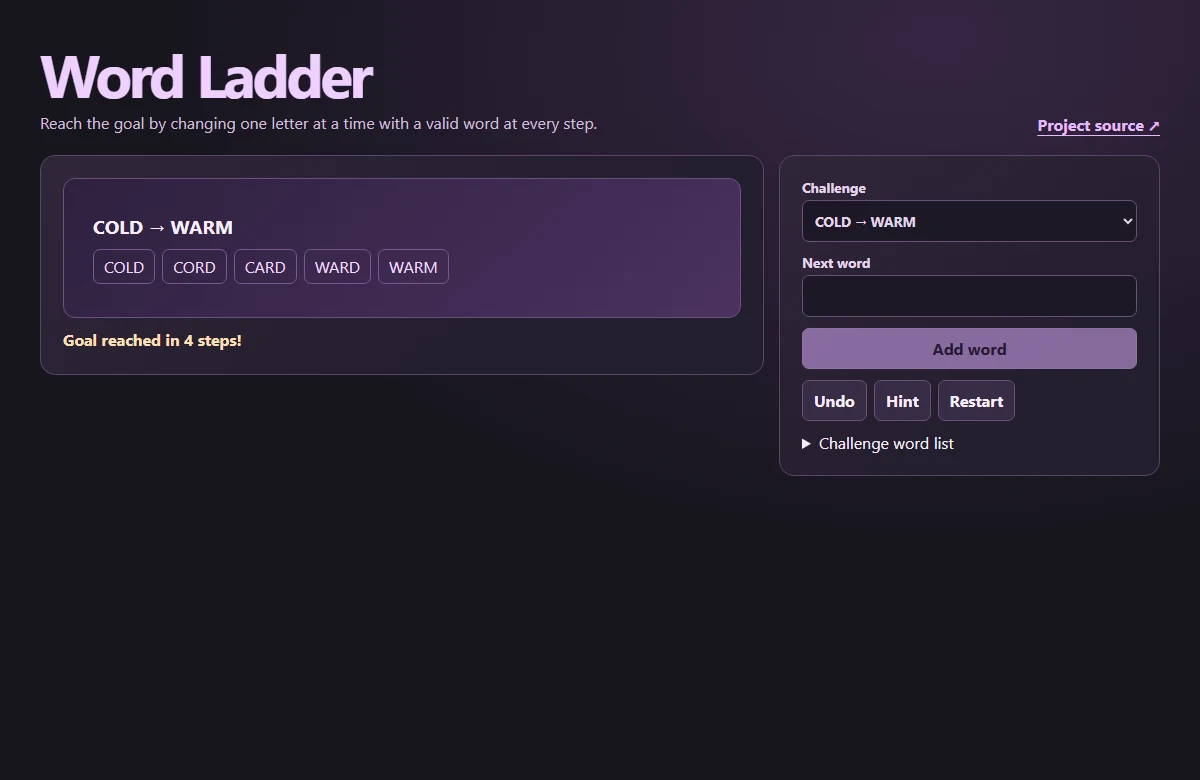 Word Ladder
Reach the goal by changing one letter at a time with a valid word at every step.
Project source ↗
COLD → WARM
COLD CORD CARD WARD WARM
Goal reached in 4 steps!
Challenge
COLD → WARM
Next word
Add word
Undo Hint Restart
▶ Challenge word list